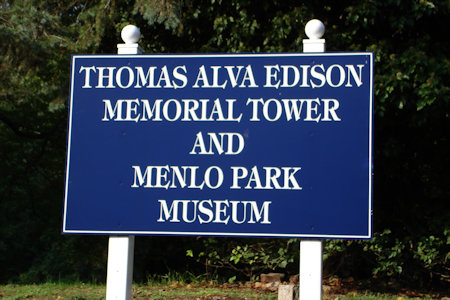 THOMAS ALVA EDISON
MEMORIAL TOWER
AND
MENLO PARK
MUSEUM